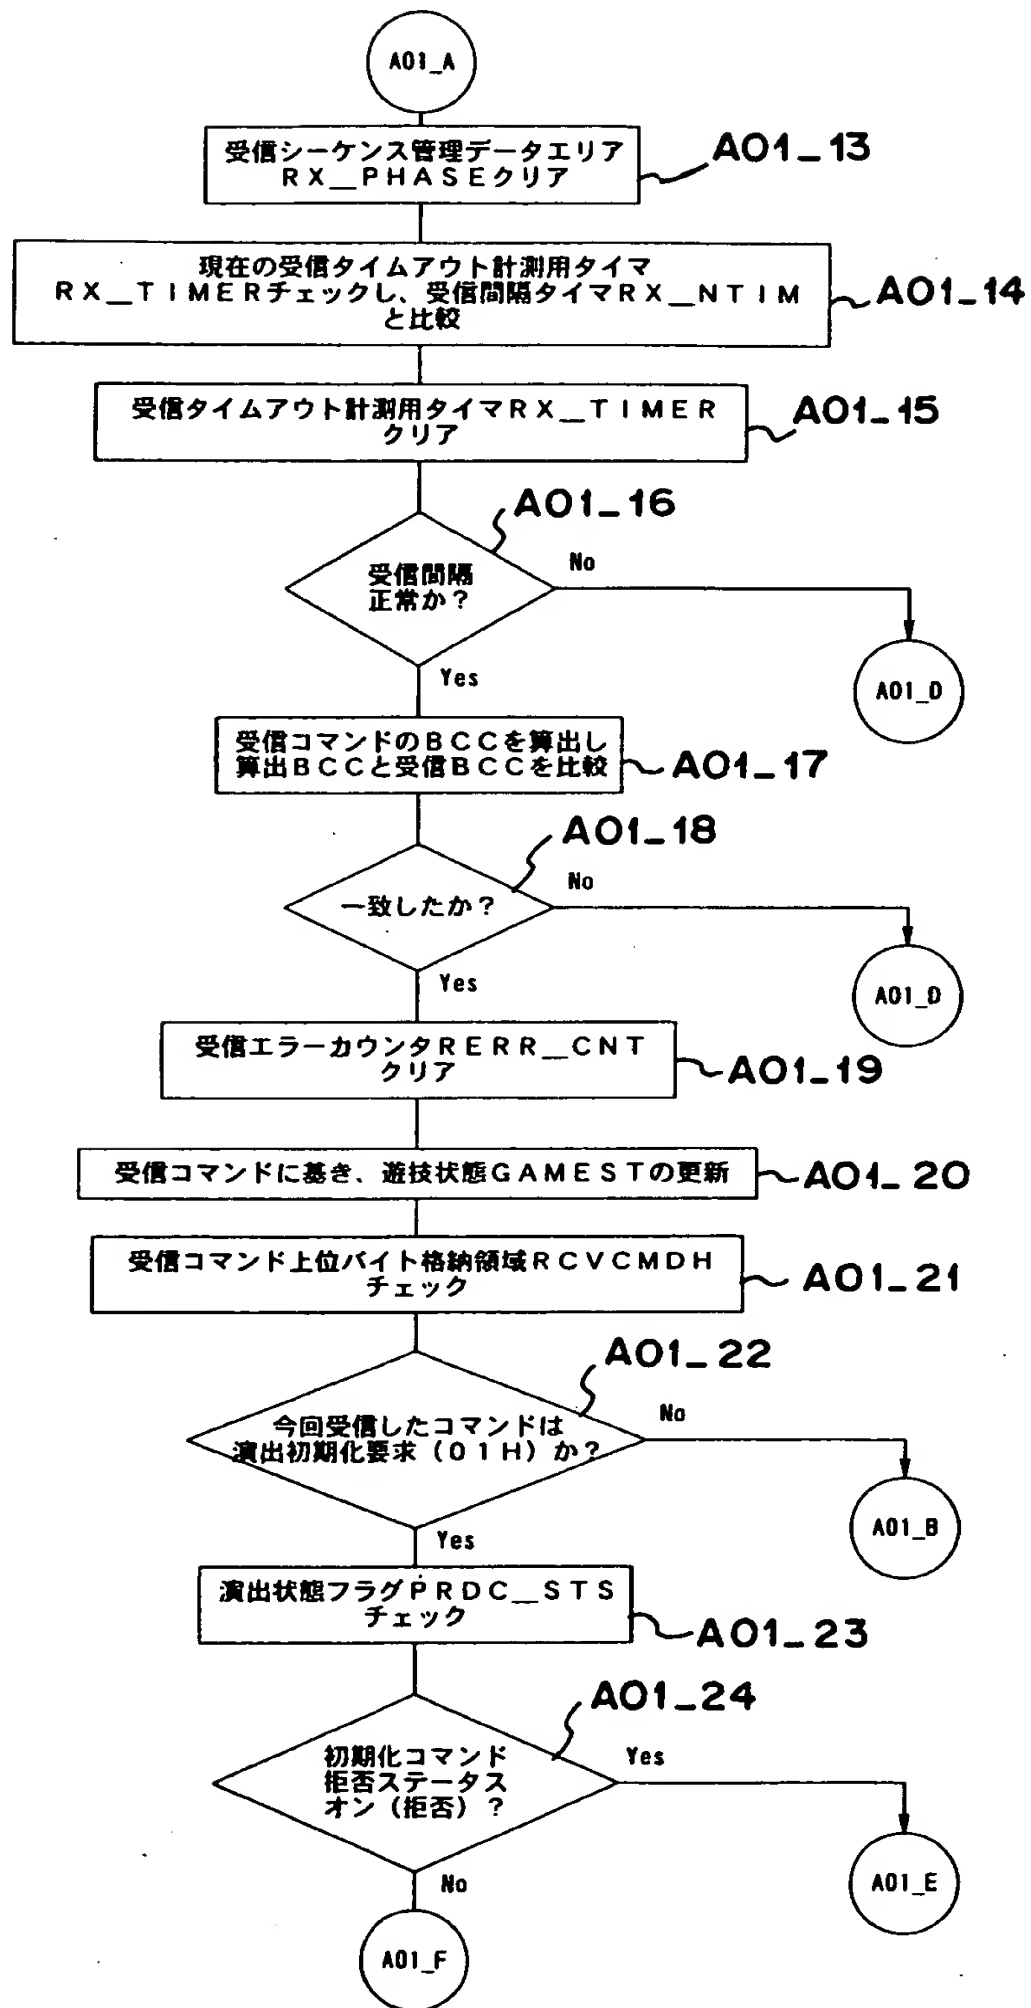 A01_A
受信シーケンス管理データエリア
RX__PHASEクリア
A01_13
現在の受信タイムアウト計測用タイマ
RX__TIMERチェックし、受信間隔タイマRX__NTIM
と比較
A01_14
受信タイムアウト計測用タイマRX__TIMER
クリア
A01_15
A01_16
受信間隔
正常か?
No
A01_D
Yes
受信コマンドのBCCを算出し
算出BCCと受信BCCを比較
A01_17
A01_18
一致したか?
No
A01_D
Yes
受信エラーカウンタRERR__CNT
クリア
A01_19
受信コマンドに基き、遊技状態GAMESTの更新
A01_20
受信コマンド上位バイト格納領域RCVCMDH
チェック
A01_21
A01_22
今回受信したコマンドは
演出初期化要求(01H)か?
No
A01_B
Yes
演出状態フラグPRDC__STS
チェック
A01_23
A01_24
初期化コマンド
拒否ステータス
オン(拒否)?
Yes
A01_E
No
A01_F